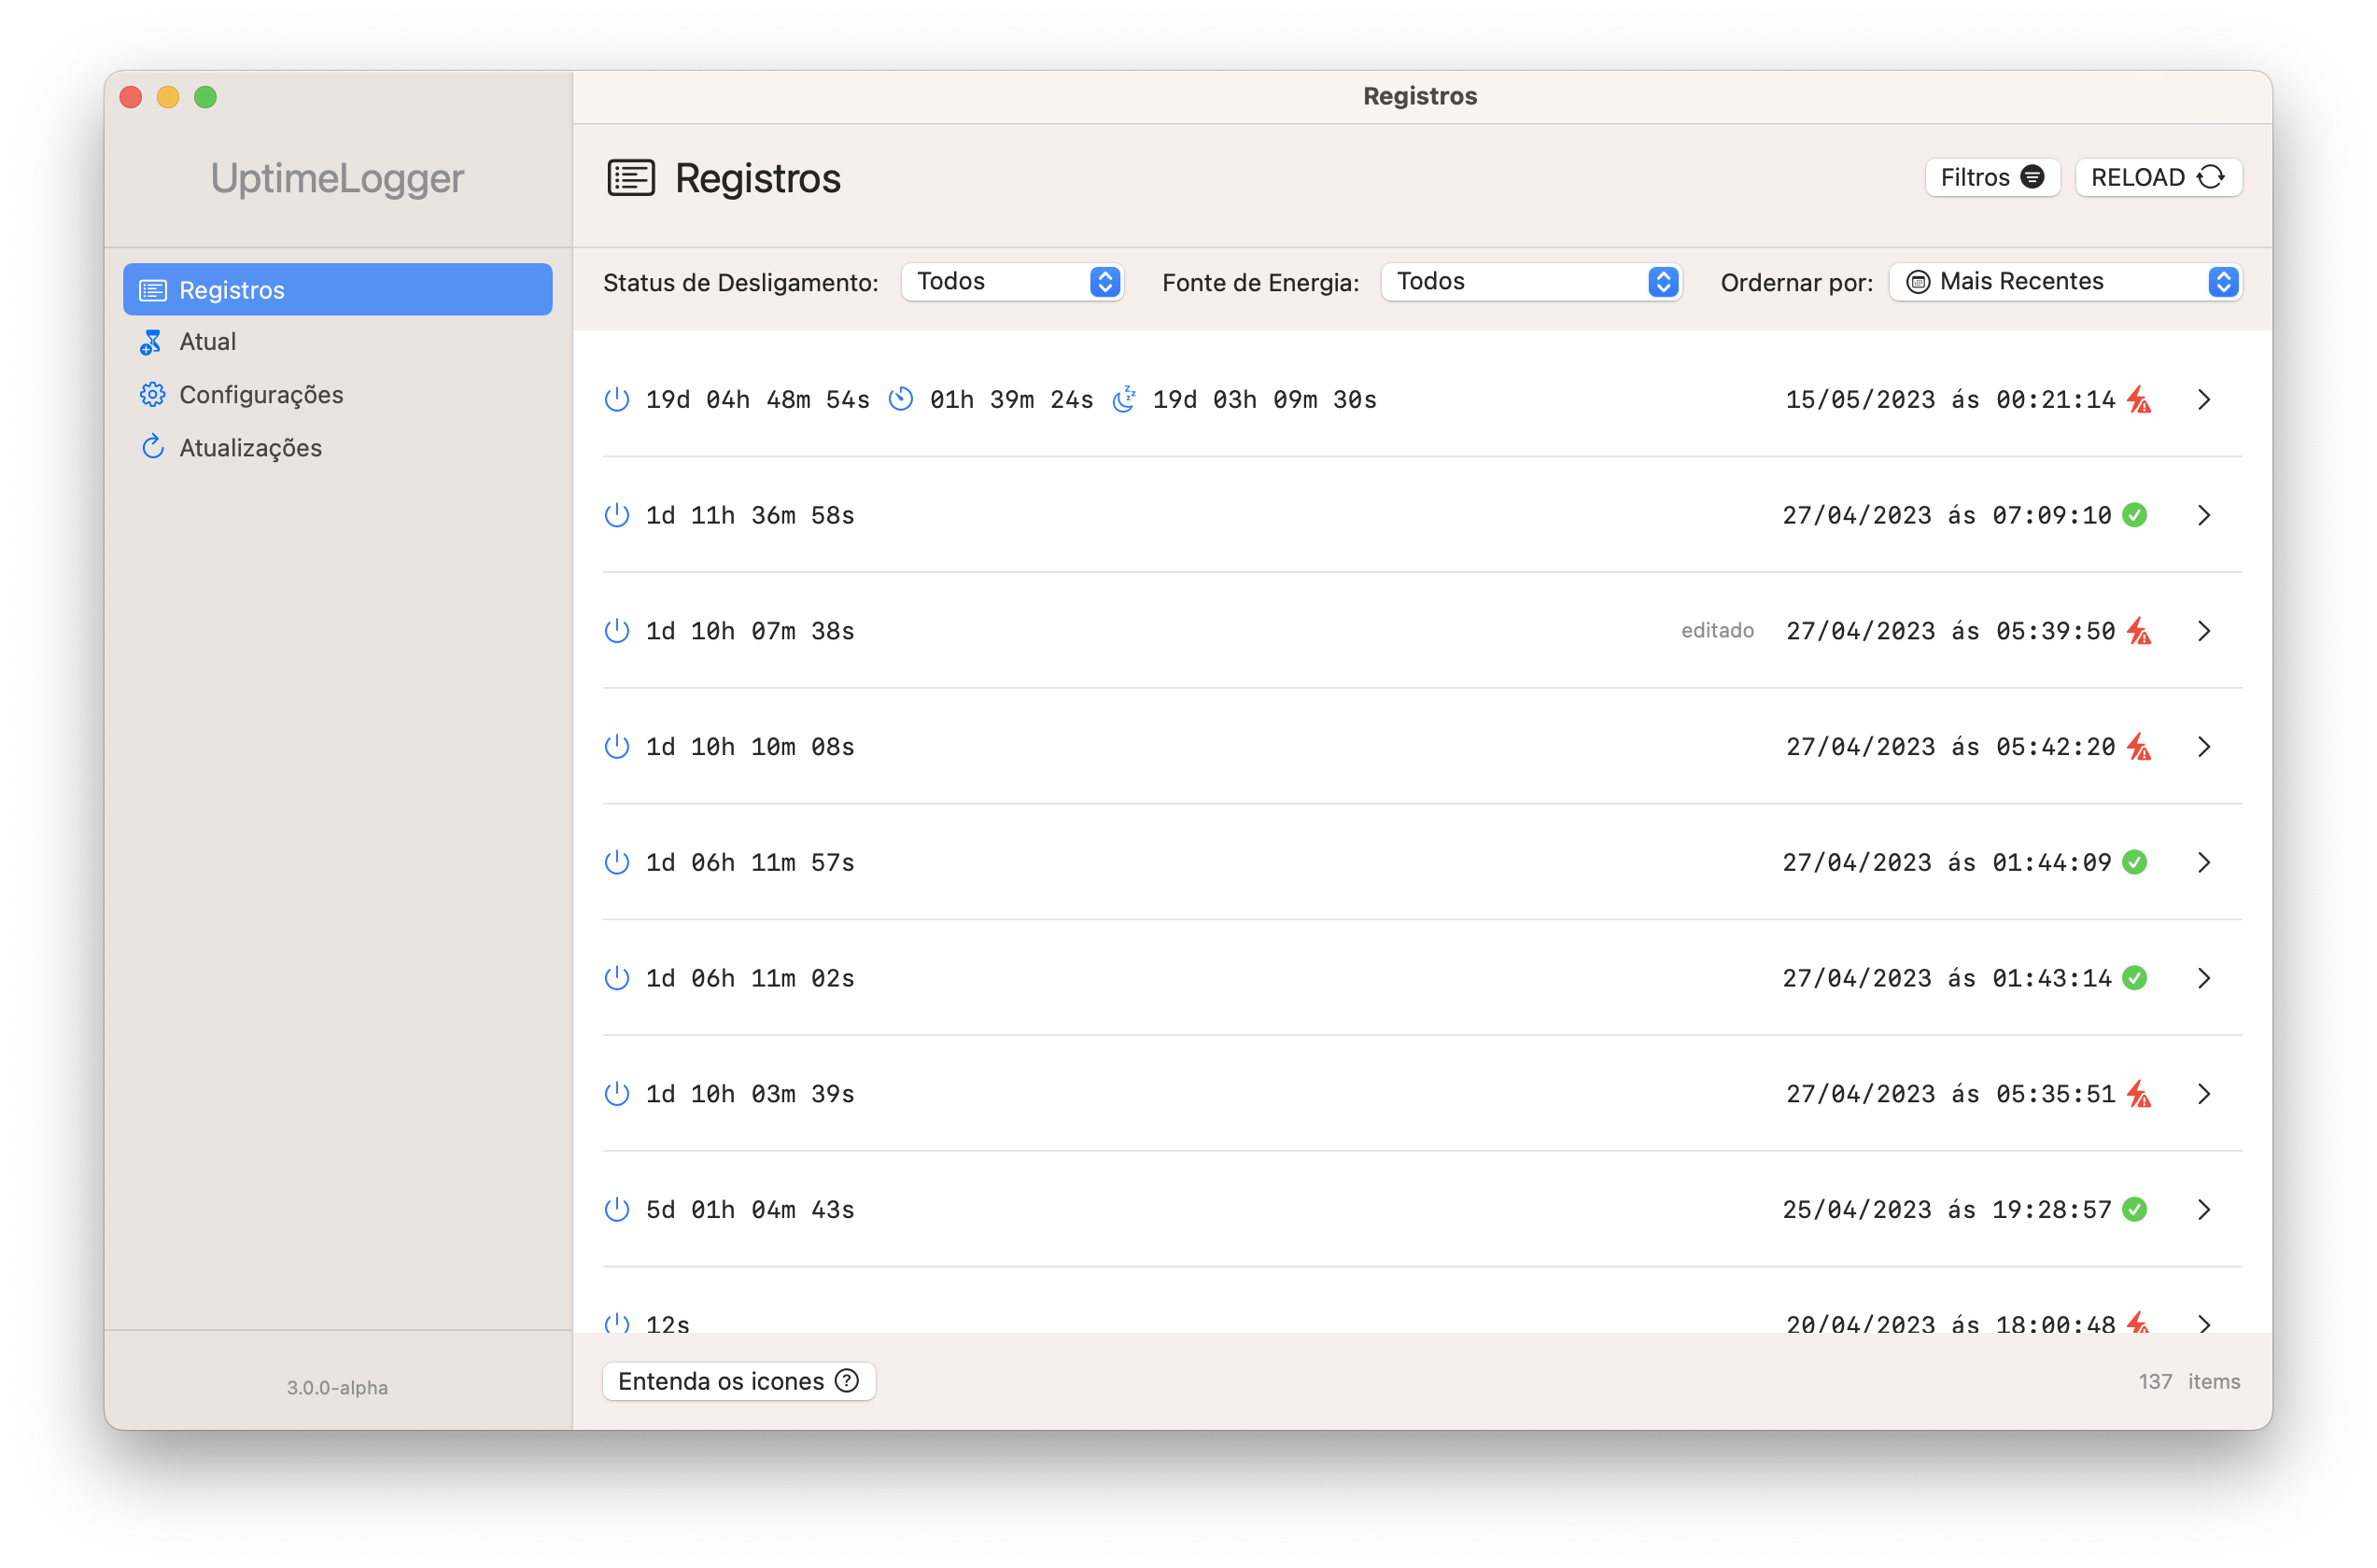 Registros
UptimeLogger
Registros
Filtros
RELOAD
Registros
Atual
Configurações
Atualizações
Status de Desligamento: Todos
Fonte de Energia: Todos
Ordernar por: Mais Recentes
19d 04h 48m 54s 01h 39m 24s 19d 03h 09m 30s 15/05/2023 ás 00:21:14
1d 11h 36m 58s 27/04/2023 ás 07:09:10
1d 10h 07m 38s editado 27/04/2023 ás 05:39:50
1d 10h 10m 08s 27/04/2023 ás 05:42:20
1d 06h 11m 57s 27/04/2023 ás 01:44:09
1d 06h 11m 02s 27/04/2023 ás 01:43:14
1d 10h 03m 39s 27/04/2023 ás 05:35:51
5d 01h 04m 43s 25/04/2023 ás 19:28:57
12s 20/04/2023 ás 18:00:48
3.0.0-alpha
Entenda os icones ?
137 items